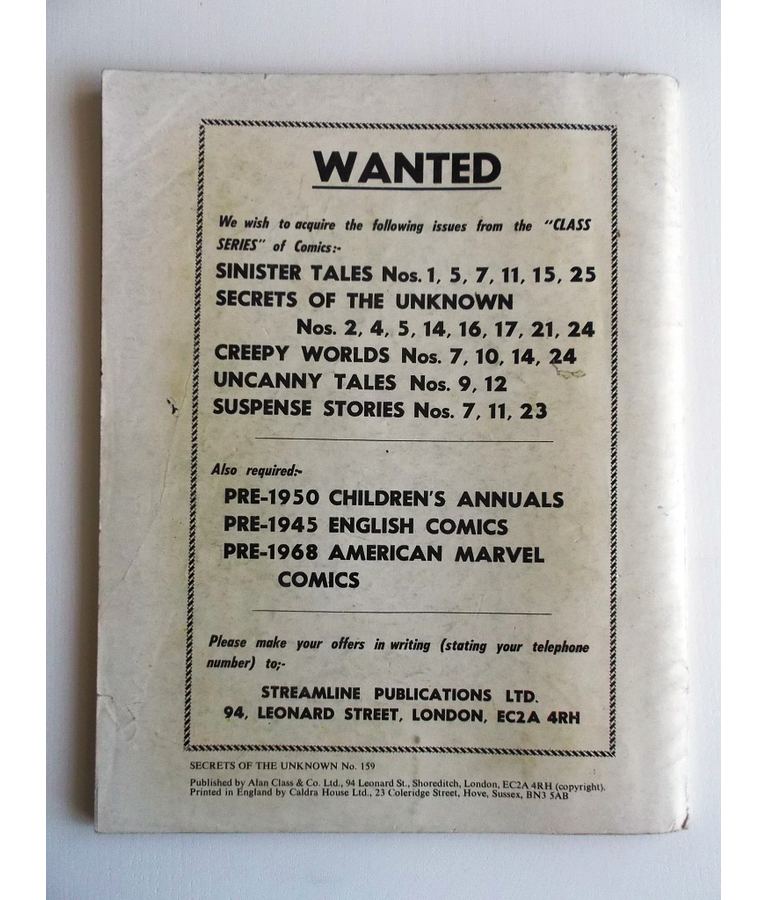 WANTED
We wish to acquire the following issues from the "CLASS
SERIES" of Comics:-
SINISTER TALES Nos. 1, 5, 7, 11, 15, 25
SECRETS OF THE UNKNOWN
Nos. 2, 4, 5, 14, 16, 17, 21, 24
CREEPY WORLDS Nos. 7, 10, 14, 24
UNCANNY TALES Nos. 9, 12
SUSPENSE STORIES Nos. 7, 11, 23
Also required:-
PRE-1950 CHILDREN'S ANNUALS
PRE-1945 ENGLISH COMICS
PRE-1968 AMERICAN MARVEL
COMICS
Please make your offers in writing (stating your telephone
number) to;-
STREAMLINE PUBLICATIONS LTD.
94, LEONARD STREET, LONDON, EC2A 4RH
SECRETS OF THE UNKNOWN No. 159
Published by Alan Class & Co. Ltd., 94 Leonard St., Shoreditch, London, EC2A 4RH (copyright).
Printed in England by Caldra House Ltd., 23 Coleridge Street, Hove, Sussex, BN3 5AB